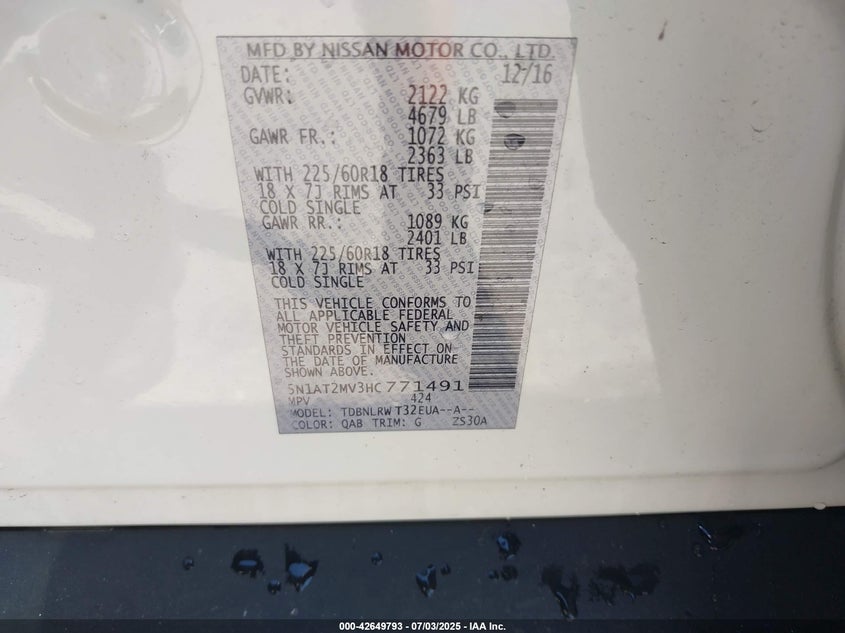 MFD BY NISSAN MOTOR CO., LTD.
DATE: 12/16
GVWR: 2122 KG
4679 LB
GAWR FR.: 1072 KG
2363 LB
WITH 225/60R18 TIRES
18 X 7J RIMS AT 33 PSI
COLD SINGLE
GAWR RR.: 1089 KG
2401 LB
WITH 225/60R18 TIRES
18 X 7J RIMS AT 33 PSI
COLD SINGLE
THIS VEHICLE CONFORMS TO
ALL APPLICABLE FEDERAL
MOTOR VEHICLE SAFETY AND
THEFT PREVENTION
STANDARDS IN EFFECT ON
THE DATE OF MANUFACTURE
SHOWN ABOVE.
5N1AT2MV3HC771491
MPV 424
MODEL: TDBNLRW T32EUA--A--
COLOR: QAB TRIM: G ZS30A
000-42649793 - 07/03/2025 - IAA Inc.